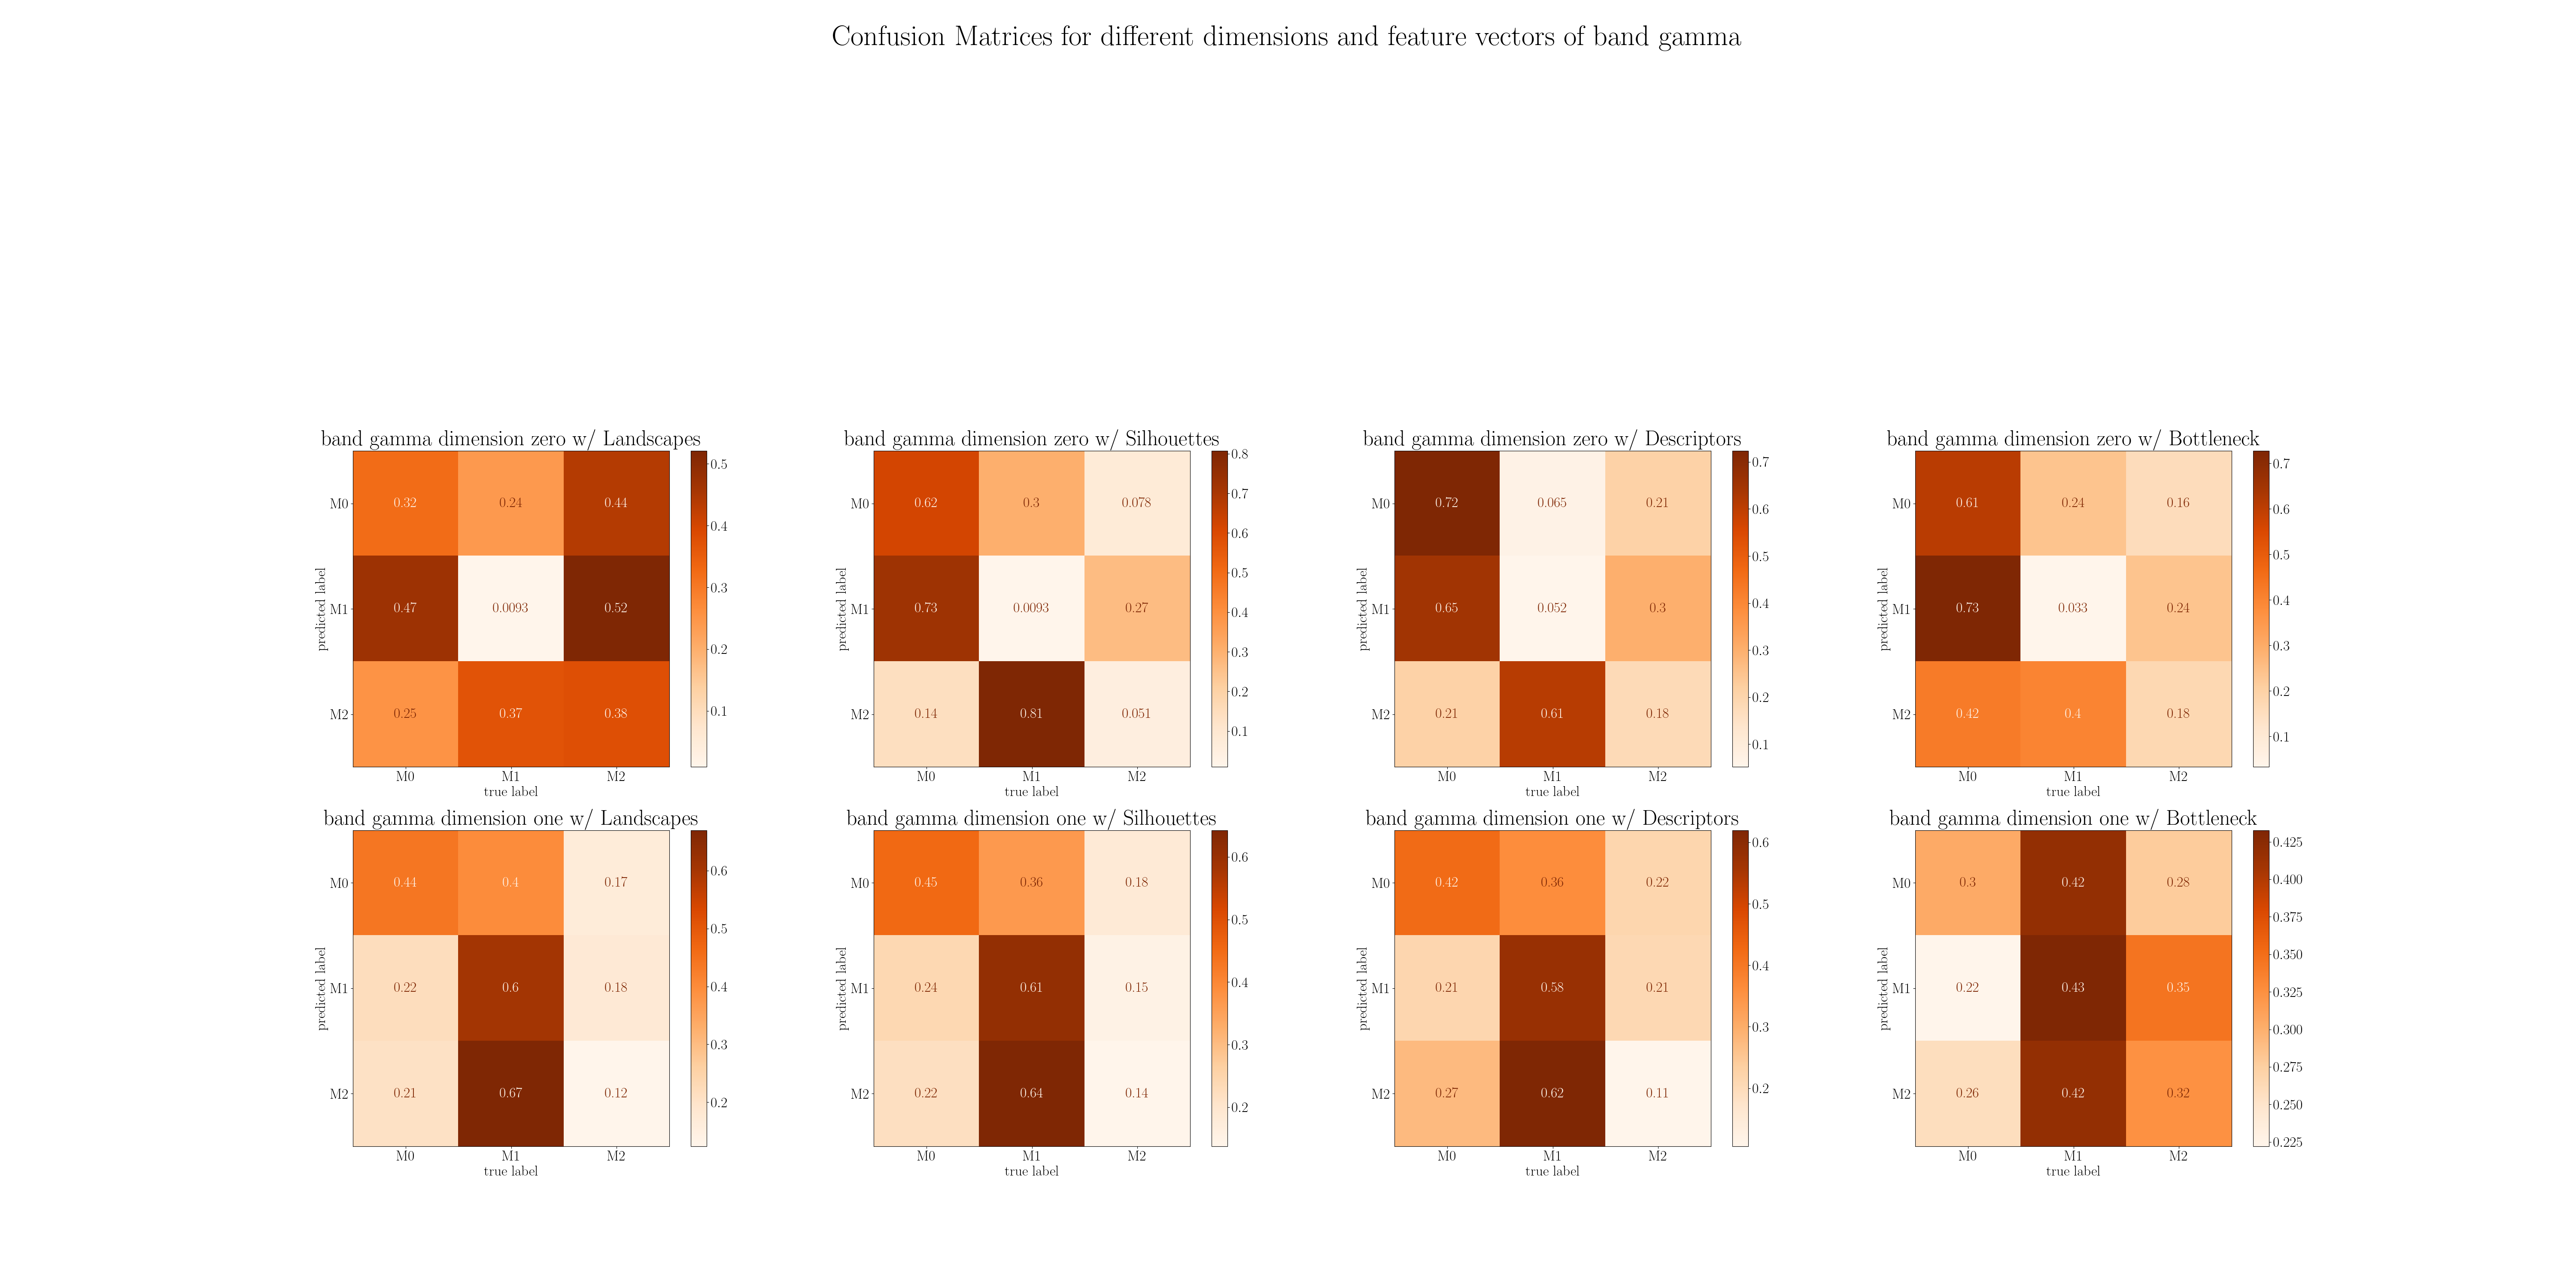 Confusion Matrices for different dimensions and feature vectors of band gamma
band gamma dimension zero w/ Landscapes
predicted label
M0
M1
M2
0.32 0.24 0.44
0.47 0.0093 0.52
0.25 0.37 0.38
M0 M1 M2
true label
0.5
0.4
0.3
0.2
0.1
band gamma dimension zero w/ Silhouettes
predicted label
M0
M1
M2
0.62 0.3 0.078
0.73 0.0093 0.27
0.14 0.81 0.051
M0 M1 M2
true label
0.8
0.7
0.6
0.5
0.4
0.3
0.2
0.1
band gamma dimension zero w/ Descriptors
predicted label
M0
M1
M2
0.72 0.065 0.21
0.65 0.052 0.3
0.21 0.61 0.18
M0 M1 M2
true label
0.7
0.6
0.5
0.4
0.3
0.2
0.1
band gamma dimension zero w/ Bottleneck
predicted label
M0
M1
M2
0.61 0.24 0.16
0.73 0.033 0.24
0.42 0.4 0.18
M0 M1 M2
true label
0.7
0.6
0.5
0.4
0.3
0.2
0.1
band gamma dimension one w/ Landscapes
predicted label
M0
M1
M2
0.44 0.4 0.17
0.22 0.6 0.18
0.21 0.67 0.12
M0 M1 M2
true label
0.6
0.5
0.4
0.3
0.2
band gamma dimension one w/ Silhouettes
predicted label
M0
M1
M2
0.45 0.36 0.18
0.24 0.61 0.15
0.22 0.64 0.14
M0 M1 M2
true label
0.6
0.5
0.4
0.3
0.2
band gamma dimension one w/ Descriptors
predicted label
M0
M1
M2
0.42 0.36 0.22
0.21 0.58 0.21
0.27 0.62 0.11
M0 M1 M2
true label
0.6
0.5
0.4
0.3
0.2
band gamma dimension one w/ Bottleneck
predicted label
M0
M1
M2
0.3 0.42 0.28
0.22 0.43 0.35
0.26 0.42 0.32
M0 M1 M2
true label
0.425
0.400
0.375
0.350
0.325
0.300
0.275
0.250
0.225